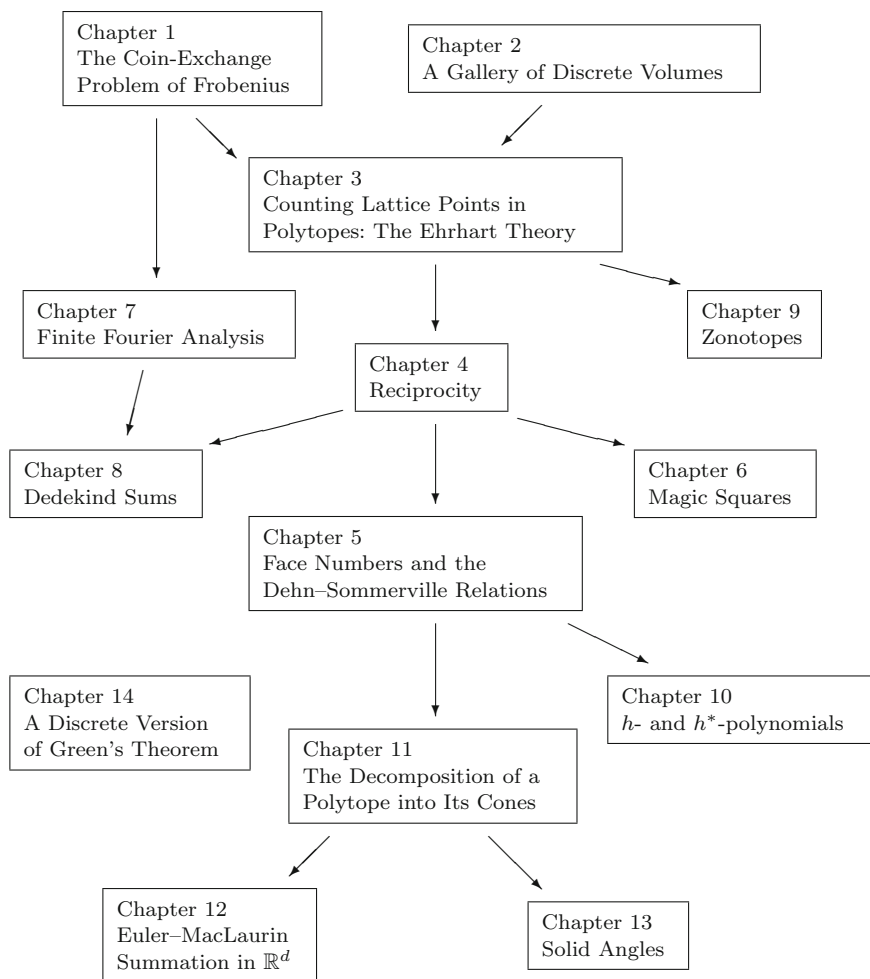 Chapter 1
The Coin-Exchange
Problem of Frobenius
Chapter 2
A Gallery of Discrete Volumes
Chapter 3
Counting Lattice Points in
Polytopes: The Ehrhart Theory
Chapter 7
Finite Fourier Analysis
Chapter 9
Zonotopes
Chapter 4
Reciprocity
Chapter 8
Dedekind Sums
Chapter 6
Magic Squares
Chapter 5
Face Numbers and the
Dehn–Sommerville Relations
Chapter 14
A Discrete Version
of Green's Theorem
Chapter 10
h- and h*-polynomials
Chapter 11
The Decomposition of a
Polytope into Its Cones
Chapter 12
Euler–MacLaurin
Summation in ℝᵈ
Chapter 13
Solid Angles